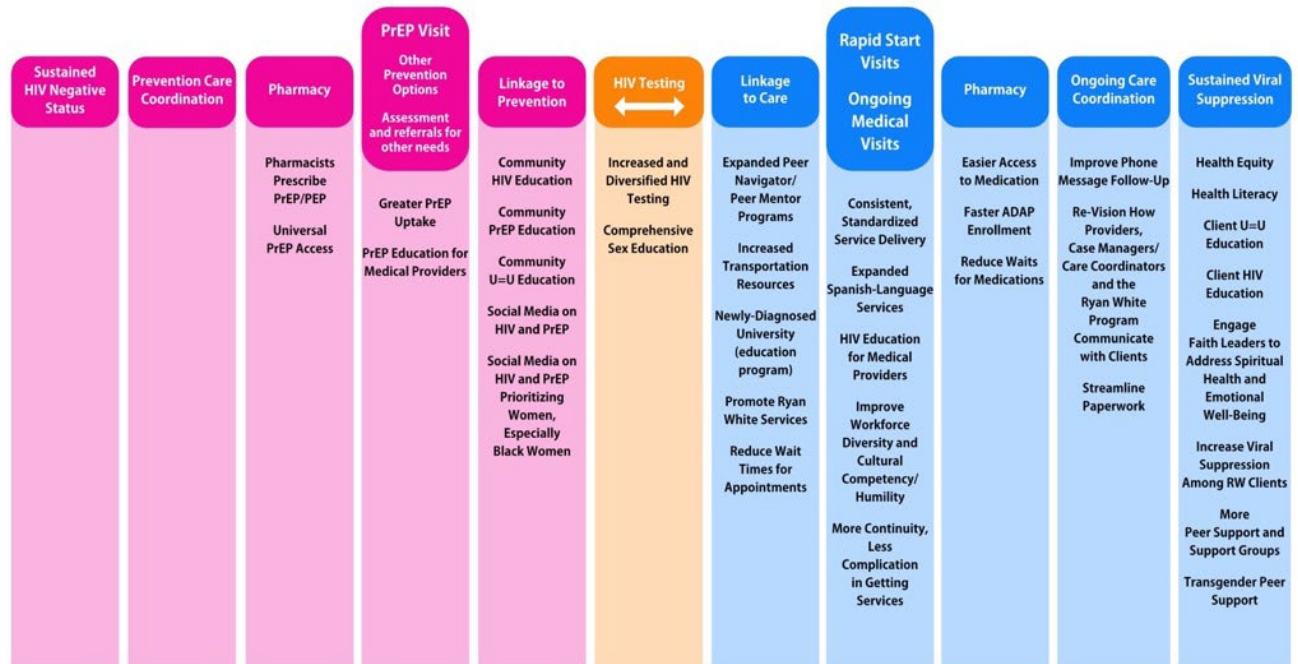 Sustained
HIV Negative
Status
Prevention Care
Coordination
Pharmacy
Pharmacists
Prescribe
PrEP/PEP
Universal
PrEP Access
PrEP Visit
Other
Prevention
Options
Assessment
and referrals for
other needs
Greater PrEP
Uptake
PrEP Education for
Medical Providers
Linkage to
Prevention
Community
HIV Education
Community
PrEP Education
Community
U=U Education
Social Media on
HIV and PrEP
Social Media on
HIV and PrEP
Prioritizing
Women,
Especially
Black Women
HIV Testing
Increased and
Diversified HIV
Testing
Comprehensive
Sex Education
Linkage
to Care
Expanded Peer
Navigator/
Peer Mentor
Programs
Increased
Transportation
Resources
Newly-Diagnosed
University
(education
program)
Promote Ryan
White Services
Reduce Wait
Times for
Appointments
Rapid Start
Visits
Ongoing
Medical
Visits
Consistent,
Standardized
Service Delivery
Expanded
Spanish-Language
Services
HIV Education
for Medical
Providers
Improve
Workforce
Diversity and
Cultural
Competency/
Humility
More Continuity,
Less
Complication
in Getting
Services
Pharmacy
Easier Access
to Medication
Faster ADAP
Enrollment
Reduce Waits
for Medications
Ongoing Care
Coordination
Improve Phone
Message Follow-Up
Re-Vision How
Providers,
Case Managers/
Care Coordinators
and the
Ryan White
Program
Communicate
with Clients
Streamline
Paperwork
Sustained Viral
Suppression
Health Equity
Health Literacy
Client U=U
Education
Client HIV
Education
Engage
Faith Leaders to
Address Spiritual
Health and
Emotional
Well-Being
Increase Viral
Suppression
Among RW Clients
More
Peer Support and
Support Groups
Transgender Peer
Support